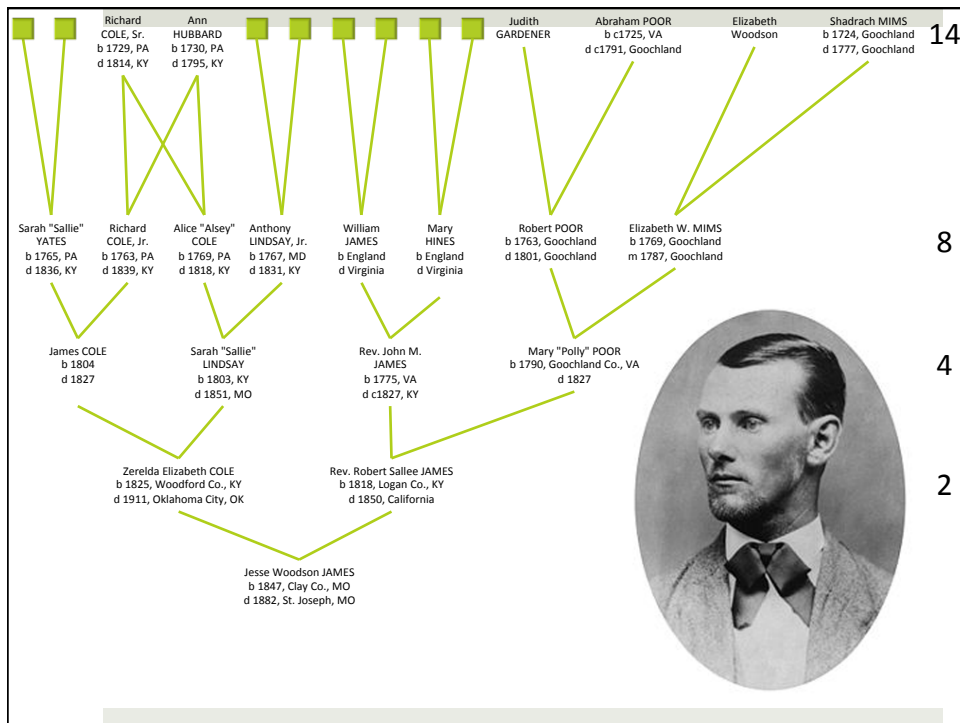 Richard
COLE, Sr.
b 1729, PA
d 1814, KY
Ann
HUBBARD
b 1730, PA
d 1795, KY
Judith
GARDENER
Abraham POOR
b c1725, VA
d c1791, Goochland
Elizabeth
Woodson
Shadrach MIMS
b 1724, Goochland
d 1777, Goochland
14
Sarah "Sallie"
YATES
b 1765, PA
d 1836, KY
Richard
COLE, Jr.
b 1763, PA
d 1839, KY
Alice "Alsey"
COLE
b 1769, PA
d 1818, KY
Anthony
LINDSAY, Jr.
b 1767, MD
d 1831, KY
William
JAMES
b England
d Virginia
Mary
HINES
b England
d Virginia
Robert POOR
b 1763, Goochland
d 1801, Goochland
Elizabeth W. MIMS
b 1769, Goochland
m 1787, Goochland
8
James COLE
b 1804
d 1827
Sarah "Sallie"
LINDSAY
b 1803, KY
d 1851, MO
Rev. John M.
JAMES
b 1775, VA
d c1827, KY
Mary "Polly" POOR
b 1790, Goochland Co., VA
d 1827
4
Zerelda Elizabeth COLE
b 1825, Woodford Co., KY
d 1911, Oklahoma City, OK
Rev. Robert Sallee JAMES
b 1818, Logan Co., KY
d 1850, California
2
Jesse Woodson JAMES
b 1847, Clay Co., MO
d 1882, St. Joseph, MO